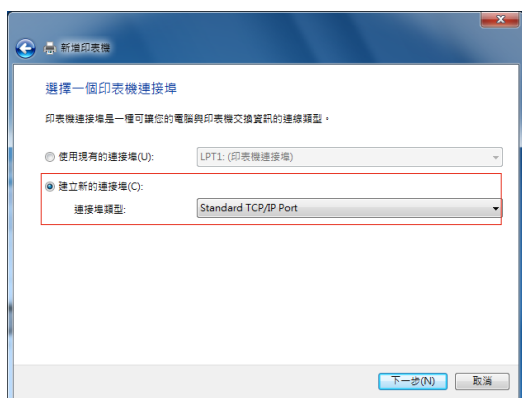 新增印表機
選擇一個印表機連接埠
印表機連接埠是一種可讓您的電腦與印表機交換資訊的連線類型。
使用現有的連接埠(U): LPT1: (印表機連接埠)
建立新的連接埠(C):
連接埠類型: Standard TCP/IP Port
下一步(N) 取消